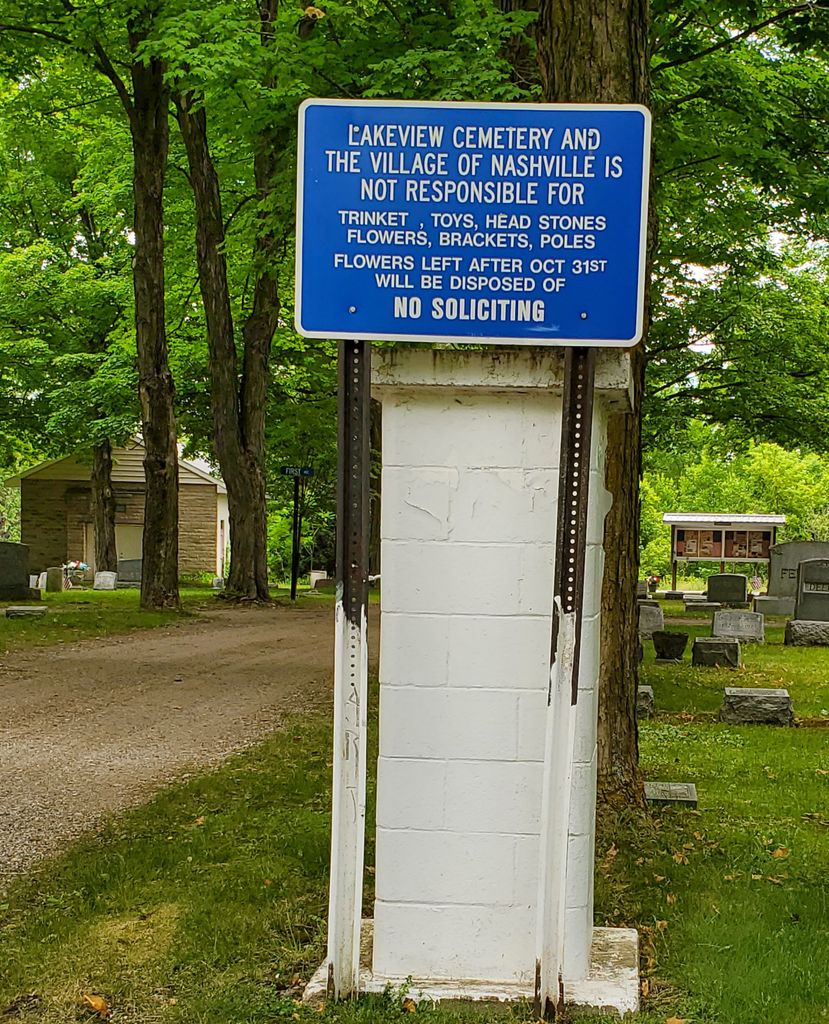 LAKEVIEW CEMETERY AND
THE VILLAGE OF NASHVILLE IS
NOT RESPONSIBLE FOR
TRINKET , TOYS, HEAD STONES
FLOWERS, BRACKETS, POLES
FLOWERS LEFT AFTER OCT 31ST
WILL BE DISPOSED OF
NO SOLICITING
FIRST